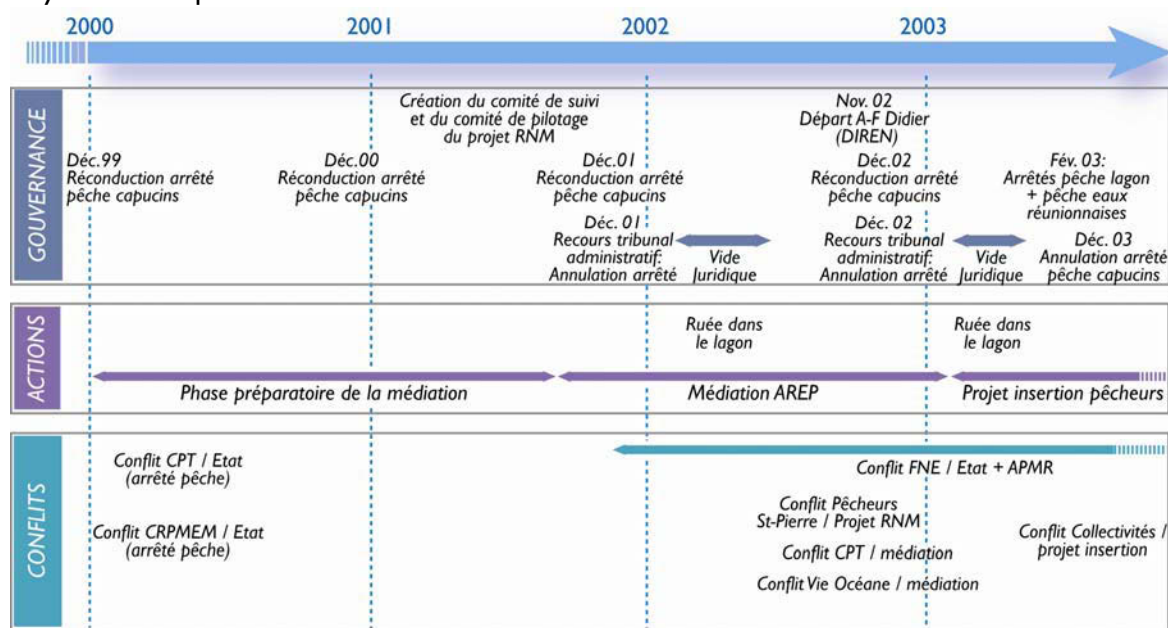 2000 2001 2002 2003
GOUVERNANCE
Création du comité de suivi
et du comité de pilotage
du projet RNM
Nov. 02
Départ A-F Didier
(DIREN)
Déc.99
Réconduction arrêté
pêche capucins
Déc.00
Réconduction arrêté
pêche capucins
Déc.01
Réconduction arrêté
pêche capucins
Déc.02
Réconduction arrêté
pêche capucins
Fév. 03:
Arrêtés pêche lagon
+ pêche eaux
réunionnaises
Déc. 01
Recours tribunal
administratif:
Annulation arrêté
Vide
Juridique
Déc. 02
Recours tribunal
administratif:
Annulation arrêté
Vide
Juridique
Déc. 03
Annulation arrêté
pêche capucins
ACTIONS
Ruée dans
le lagon
Ruée dans
le lagon
Phase préparatoire de la médiation
Médiation AREP
Projet insertion pêcheurs
CONFLITS
Conflit CPT / Etat
(arrêté pêche)
Conflit FNE / Etat + APMR
Conflit CRPMEM / Etat
(arrêté pêche)
Conflit Pêcheurs
St-Pierre / Projet RNM
Conflit CPT / médiation
Conflit Vie Océane / médiation
Conflit Collectivités /
projet insertion